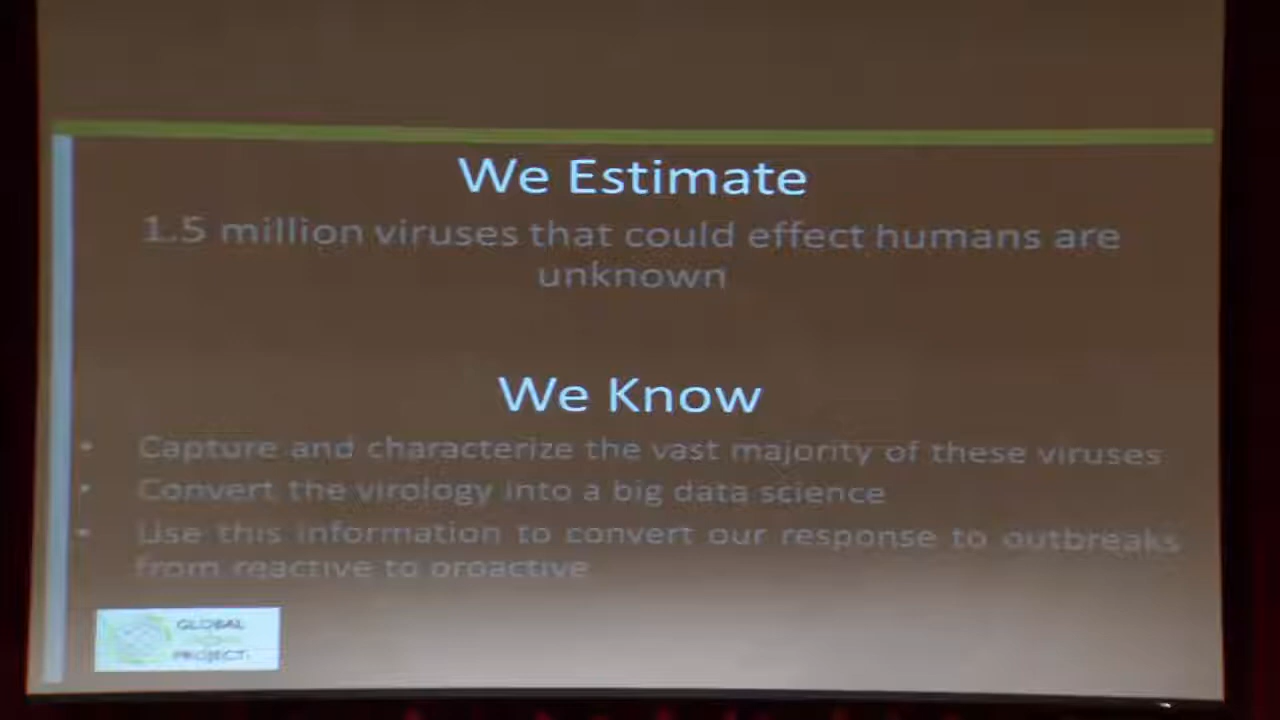 We Estimate
1.5 million viruses that could effect humans are
unknown
We Know
• Capture and characterize the vast majority of these viruses
• Convert the virology into a big data science
• Use this information to convert our response to outbreaks
from reactive to proactive
GLOBAL
PROJECT